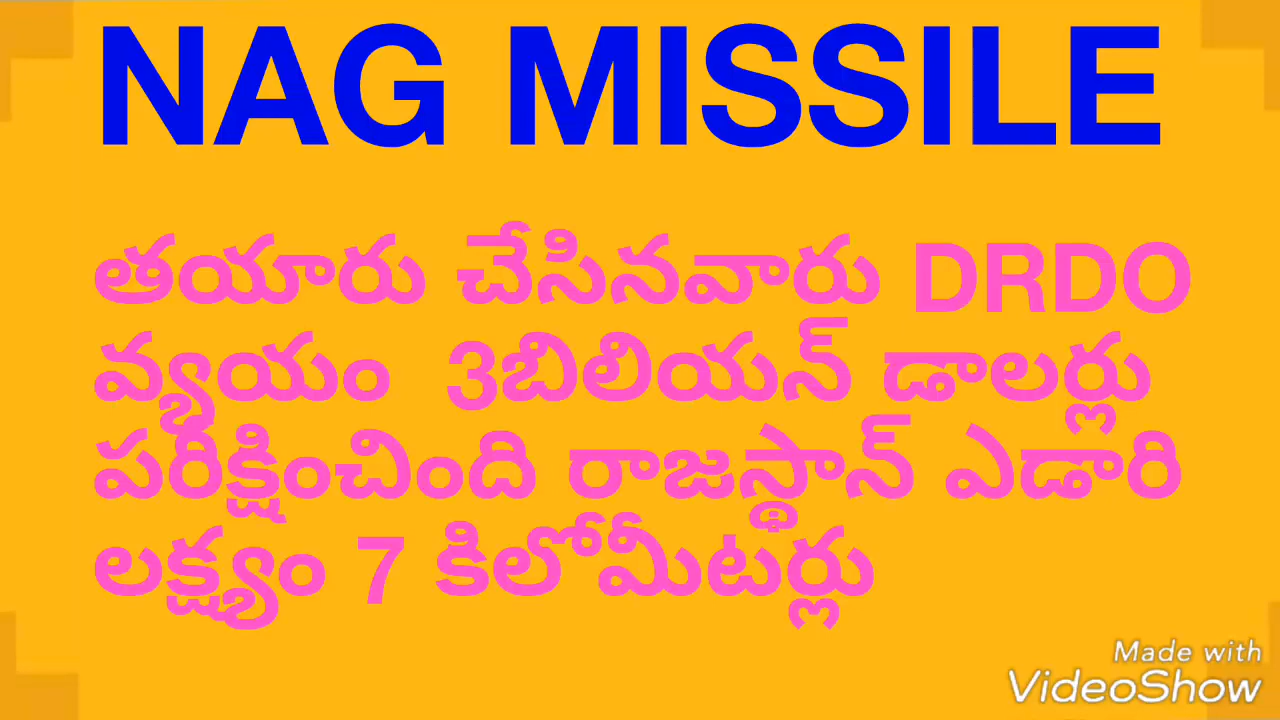 NAG MISSILE
తయారు చేసినవారు DRDO
వ్యయం 3బిలియన్ డాలర్లు
పరీక్షించింది రాజస్థాన్ ఎడారి
లక్ష్యం 7 కిలోమీటర్లు
Made with
VideoShow